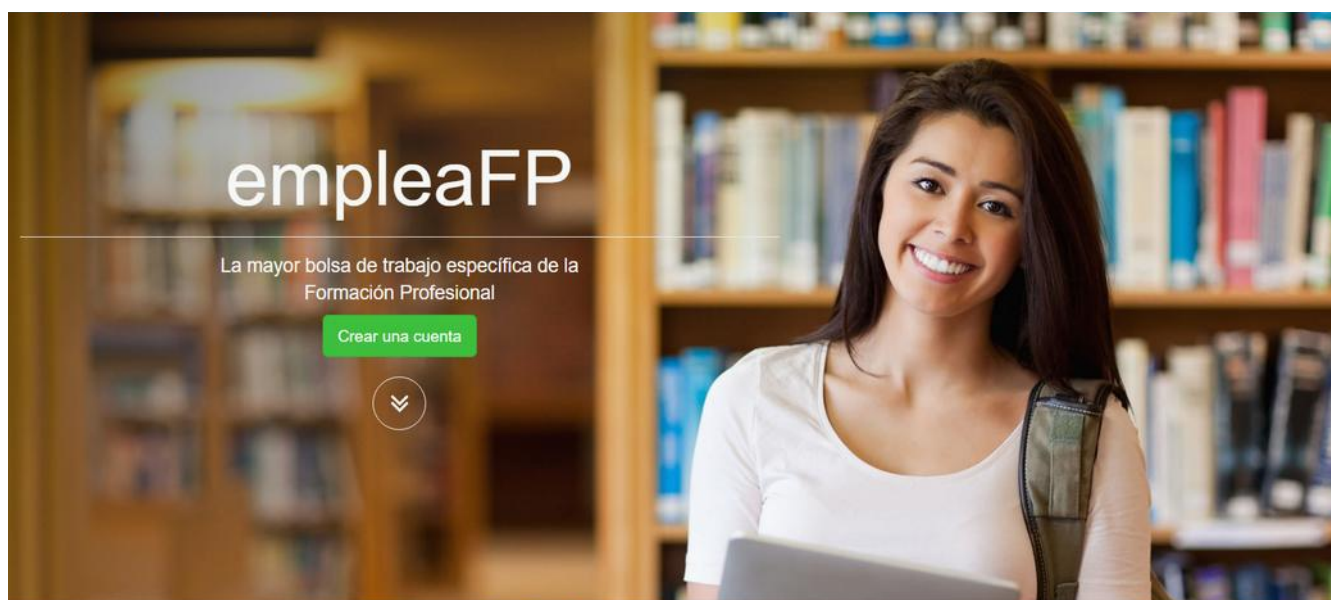 empleaFP
La mayor bolsa de trabajo específica de la
Formación Profesional
Crear una cuenta